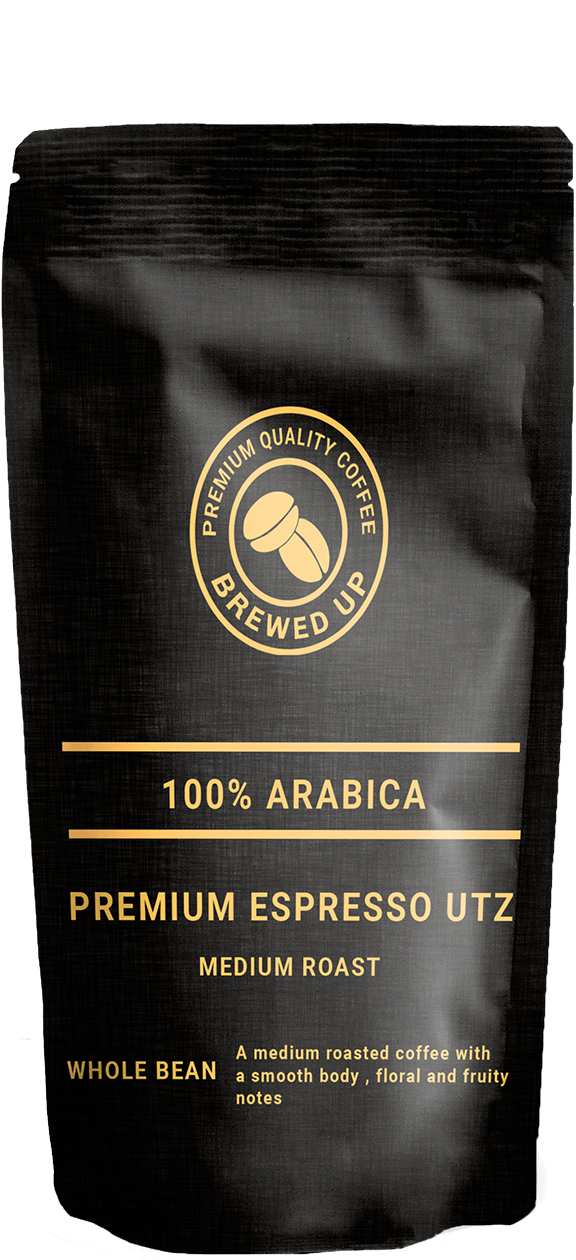 PREMIUM QUALITY COFFEE
BREWED UP
100% ARABICA
PREMIUM ESPRESSO UTZ
MEDIUM ROAST
WHOLE BEAN
A medium roasted coffee with
a smooth body , floral and fruity
notes